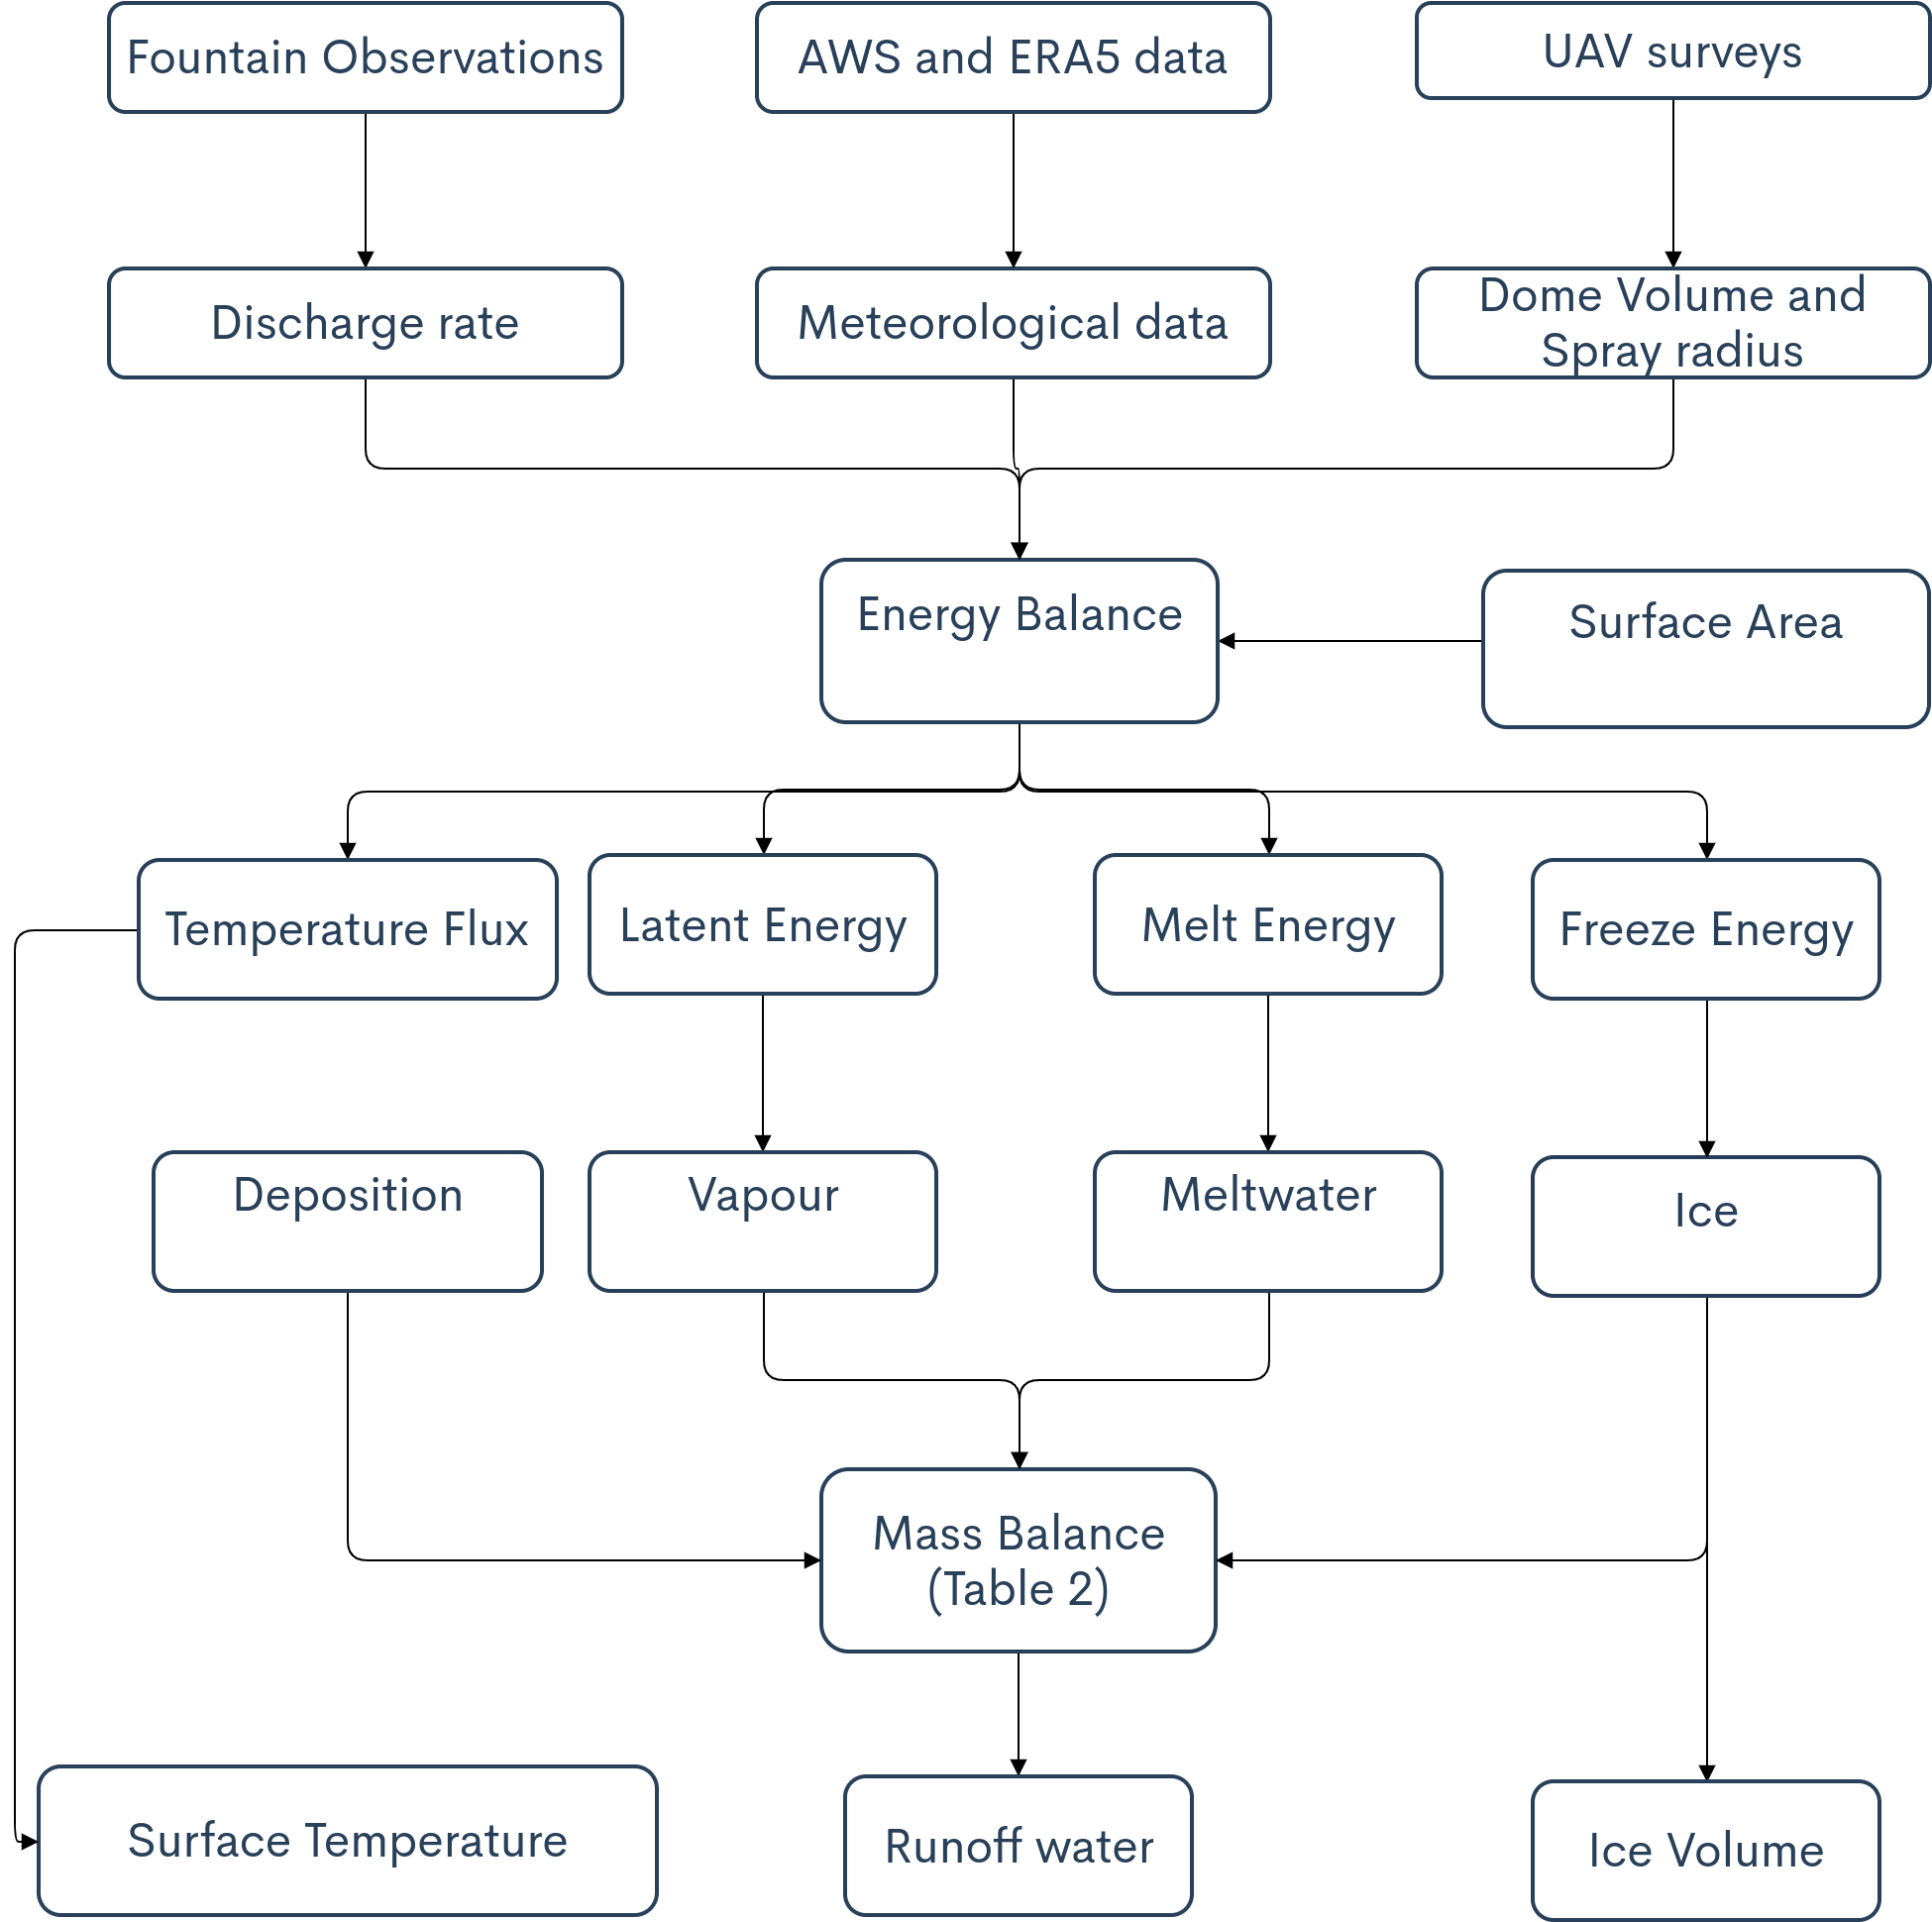 Fountain Observations
AWS and ERA5 data
UAV surveys
Discharge rate
Meteorological data
Dome Volume and
Spray radius
Energy Balance
Surface Area
Temperature Flux
Latent Energy
Melt Energy
Freeze Energy
Deposition
Vapour
Meltwater
Ice
Mass Balance
(Table 2)
Surface Temperature
Runoff water
Ice Volume